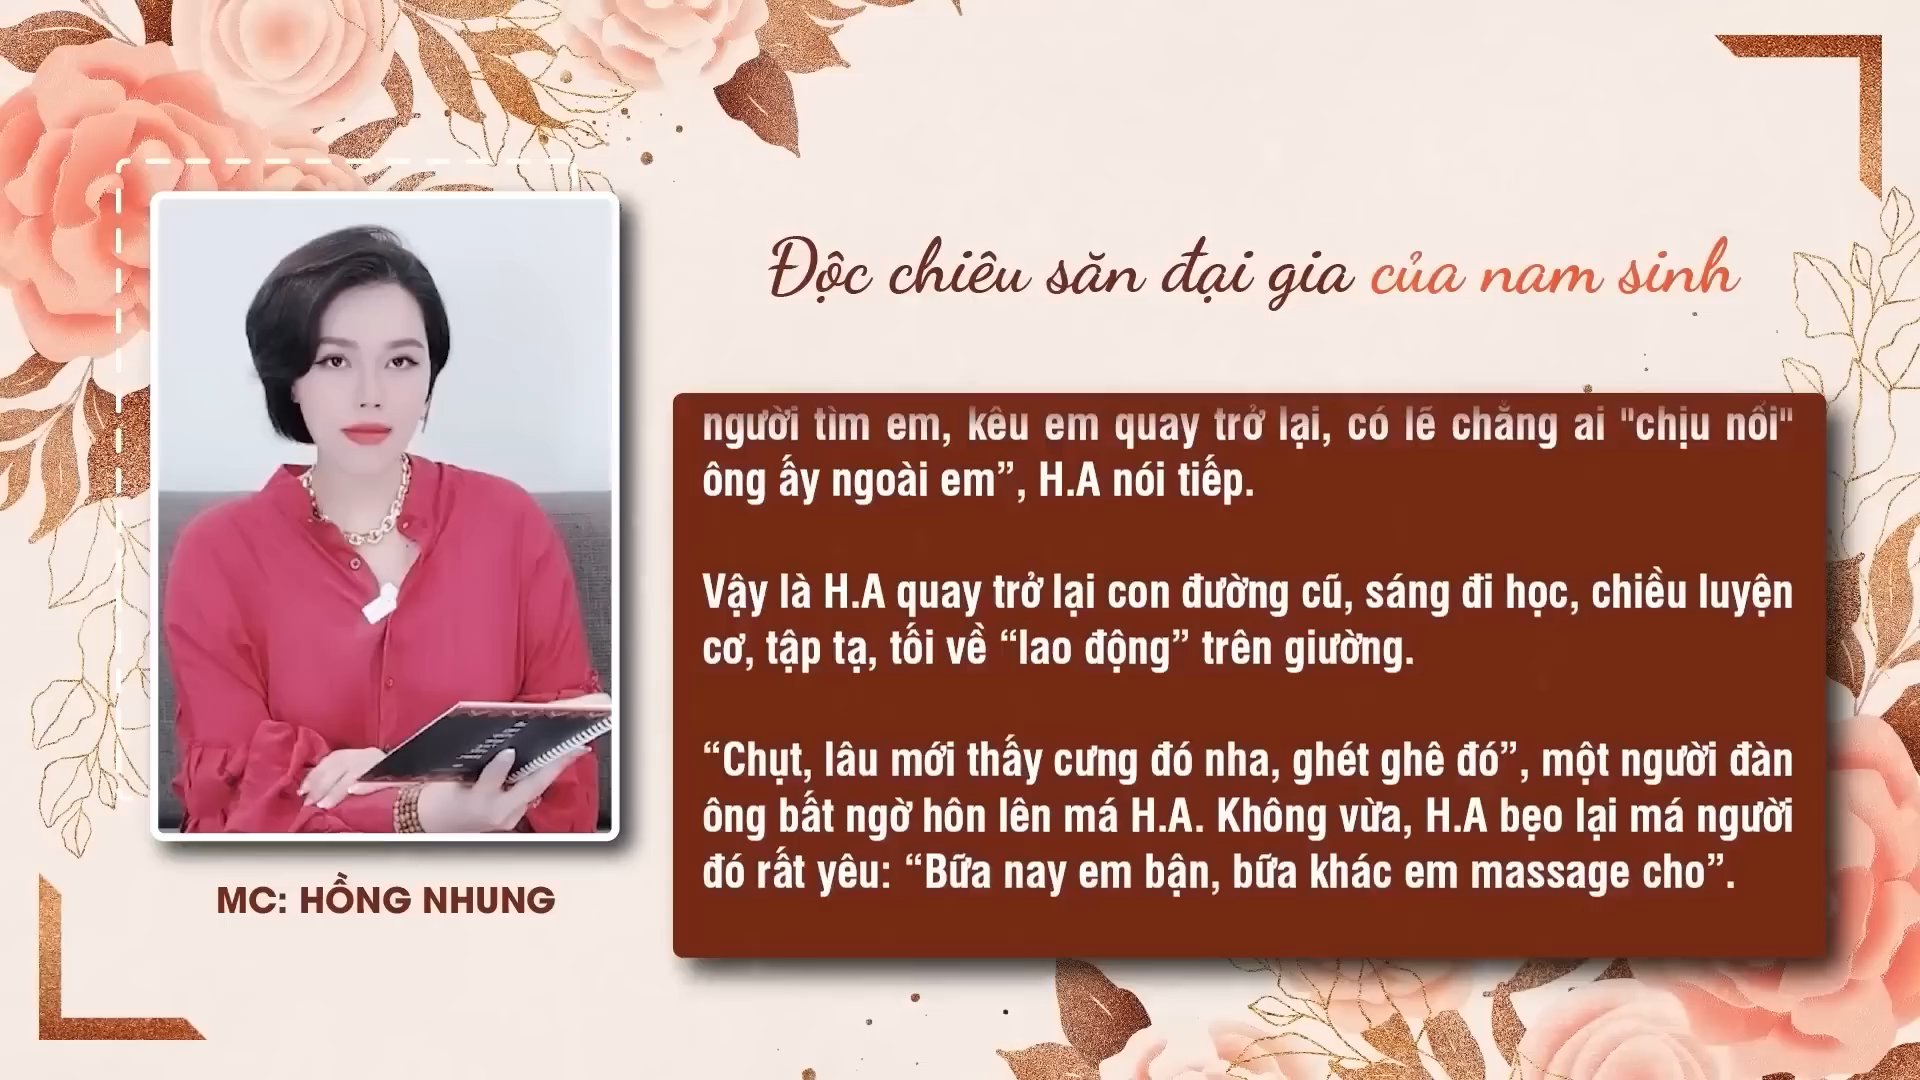 Độc chiêu săn đại gia của nam sinh
người tìm em, kêu em quay trở lại, có lẽ chẳng ai "chịu nổi"
ông ấy ngoài em”, H.A nói tiếp.
Vậy là H.A quay trở lại con đường cũ, sáng đi học, chiều luyện
cơ, tập tạ, tối về “lao động” trên giường.
“Chụt, lâu mới thấy cưng đó nha, ghét ghê đó”, một người đàn
ông bất ngờ hôn lên má H.A. Không vừa, H.A bẹo lại má người
đó rất yêu: “Bữa nay em bận, bữa khác em massage cho”.
MC: HỒNG NHUNG